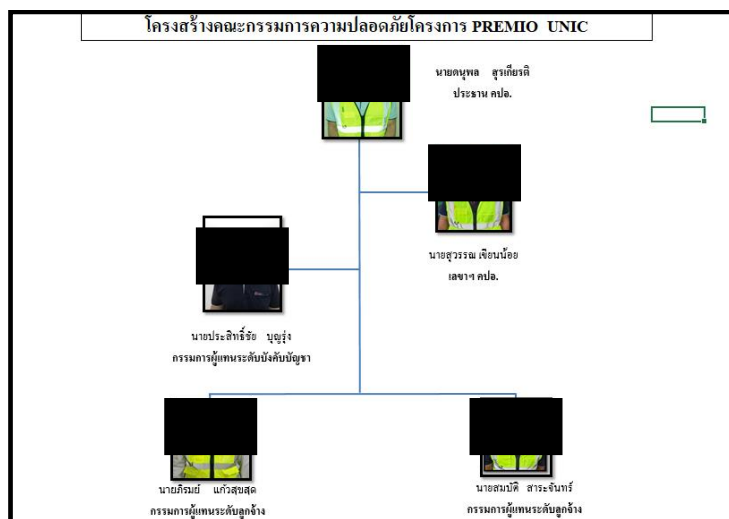 โครงสร้างคณะกรรมการความปลอดภัยโครงการ PREMIO UNIC
นายดนุพล สุรเกียรติ
ประธาน คปอ.
นายสุวรรณ เขียนน้อย
เลขาฯ คปอ.
นายประสิทธิ์ชัย บุญรุ่ง
กรรมการผู้แทนระดับบังคับบัญชา
นายภิรมย์ แก้วสุขสุด
กรรมการผู้แทนระดับลูกจ้าง
นายสมบัติ สาระจันทร์
กรรมการผู้แทนระดับลูกจ้าง